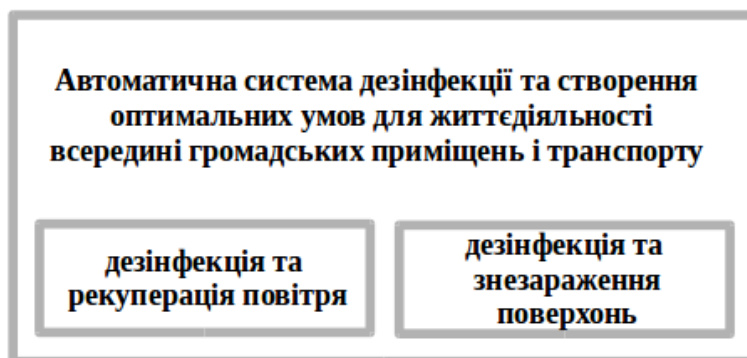 Автоматична система дезінфекції та створення
оптимальних умов для життєдіяльності
всередині громадських приміщень і транспорту
дезінфекція та
рекуперація повітря
дезінфекція та
знезараження
поверхонь